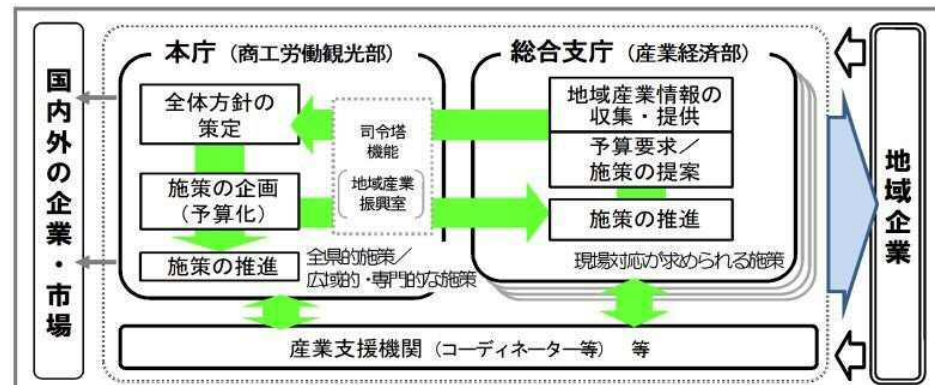 国内外の企業・市場
本庁（商工労働観光部）
全体方針の
策定
施策の企画
（予算化）
施策の推進
司令塔
機能
地域産業
振興室
全県的施策／
広域的・専門的な施策
総合支庁（産業経済部）
地域産業情報の
収集・提供
予算要求／
施策の提案
施策の推進
現場対応が求められる施策
産業支援機関（コーディネーター等）　等
地域企業